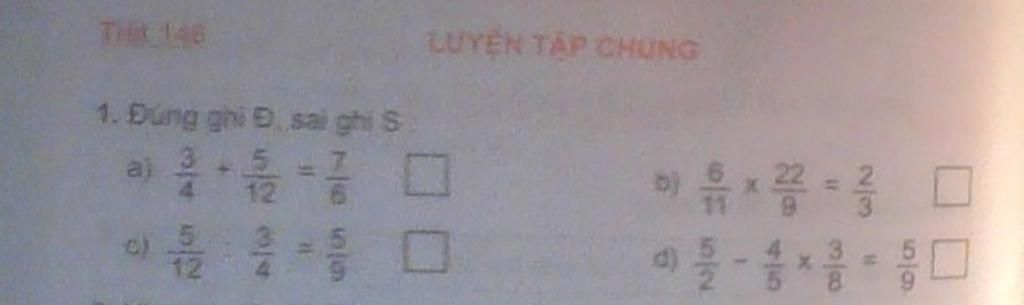 Tiết 146
LUYỆN TẬP CHUNG
1. Đúng ghi Đ, sai ghi S :
a) 3/4 + 5/12 = 7/6
b) 6/11 x 22/9 = 2/3
c) 5/12 : 3/4 = 5/9
d) 5/2 - 4/5 x 3/8 = 5/9